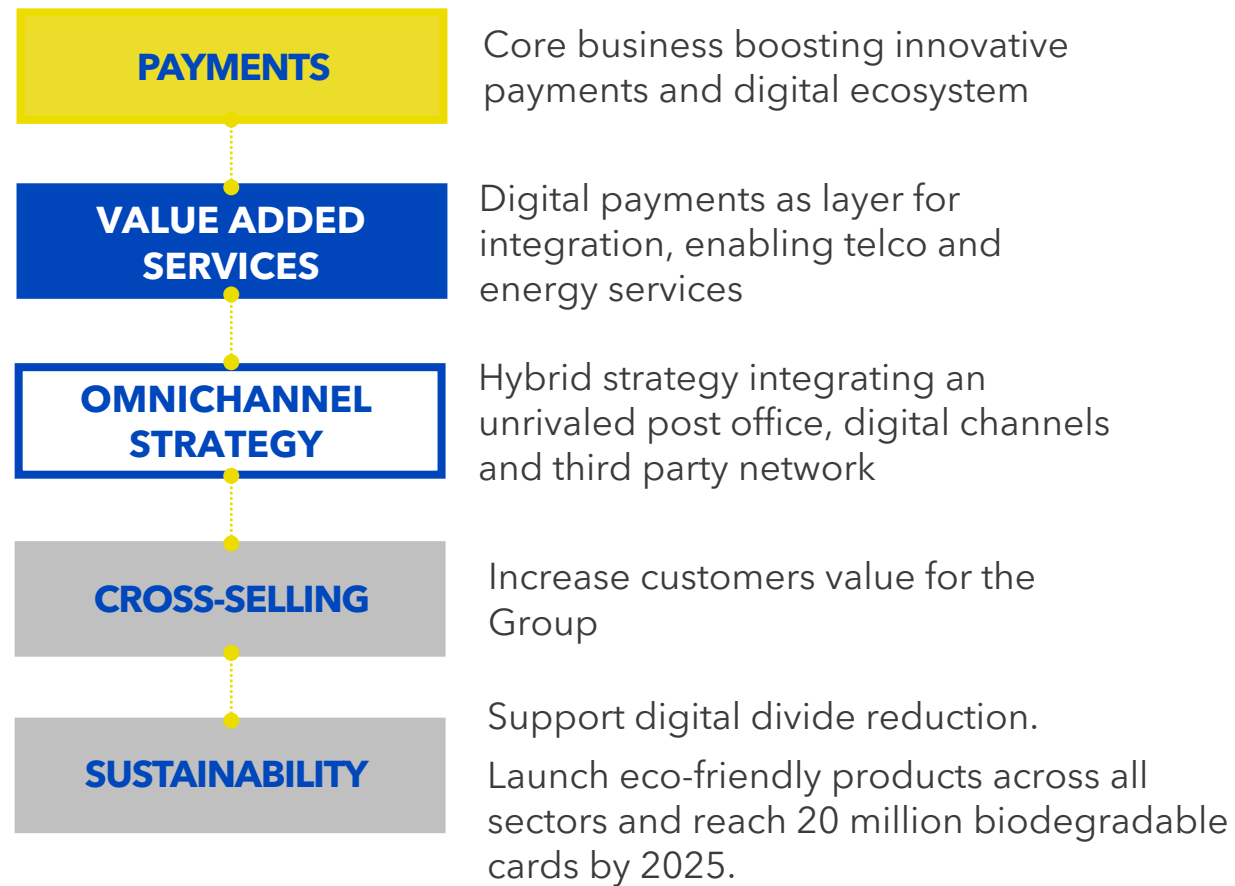 PAYMENTS
Core business boosting innovative
payments and digital ecosystem
VALUE ADDED
SERVICES
Digital payments as layer for
integration, enabling telco and
energy services
OMNICHANNEL
STRATEGY
Hybrid strategy integrating an
unrivaled post office, digital channels
and third party network
CROSS-SELLING
Increase customers value for the
Group
SUSTAINABILITY
Support digital divide reduction.
Launch eco-friendly products across all
sectors and reach 20 million biodegradable
cards by 2025.